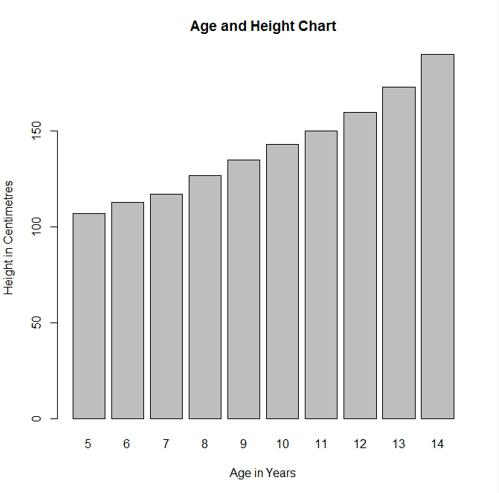 Age and Height Chart
Height in Centimetres
150
100
50
0
5 6 7 8 9 10 11 12 13 14
Age in Years